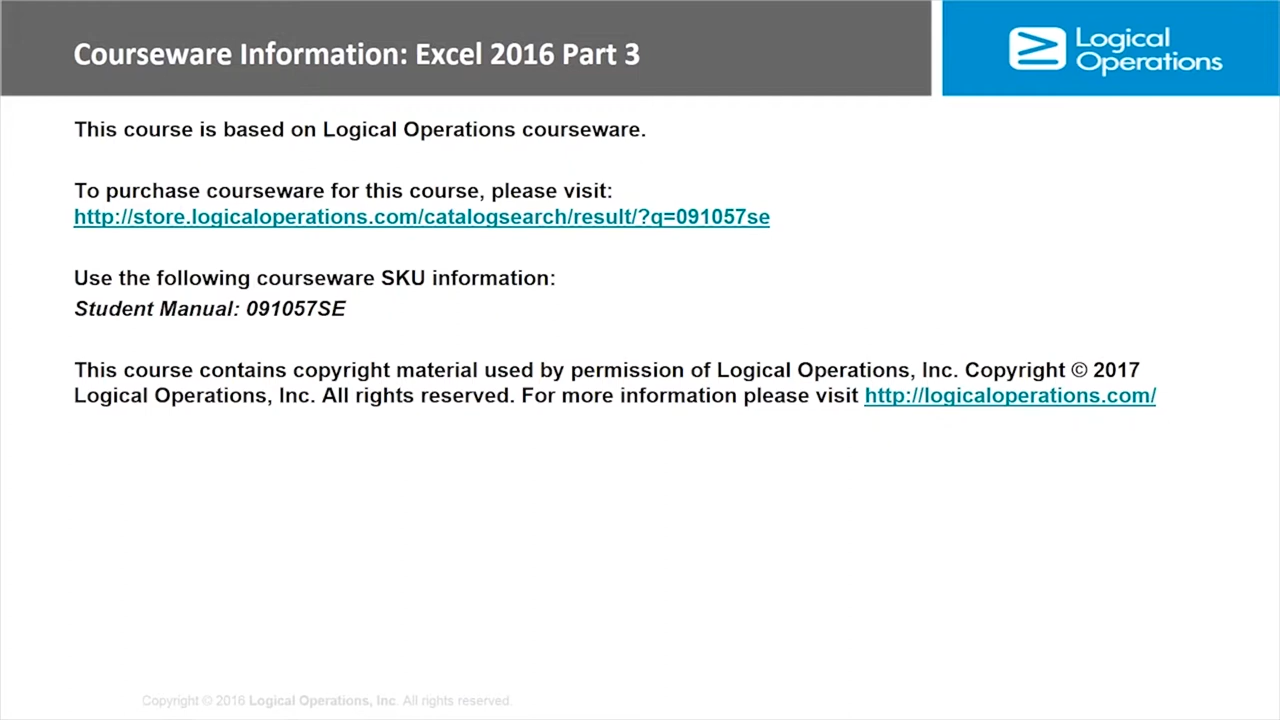 Courseware Information: Excel 2016 Part 3
Logical
Operations
This course is based on Logical Operations courseware.
To purchase courseware for this course, please visit:
http://store.logicaloperations.com/catalogsearch/result/?q=091057se
Use the following courseware SKU information:
Student Manual: 091057SE
This course contains copyright material used by permission of Logical Operations, Inc. Copyright © 2017
Logical Operations, Inc. All rights reserved. For more information please visit http://logicaloperations.com/
Copyright © 2016 Logical Operations, Inc. All rights reserved.